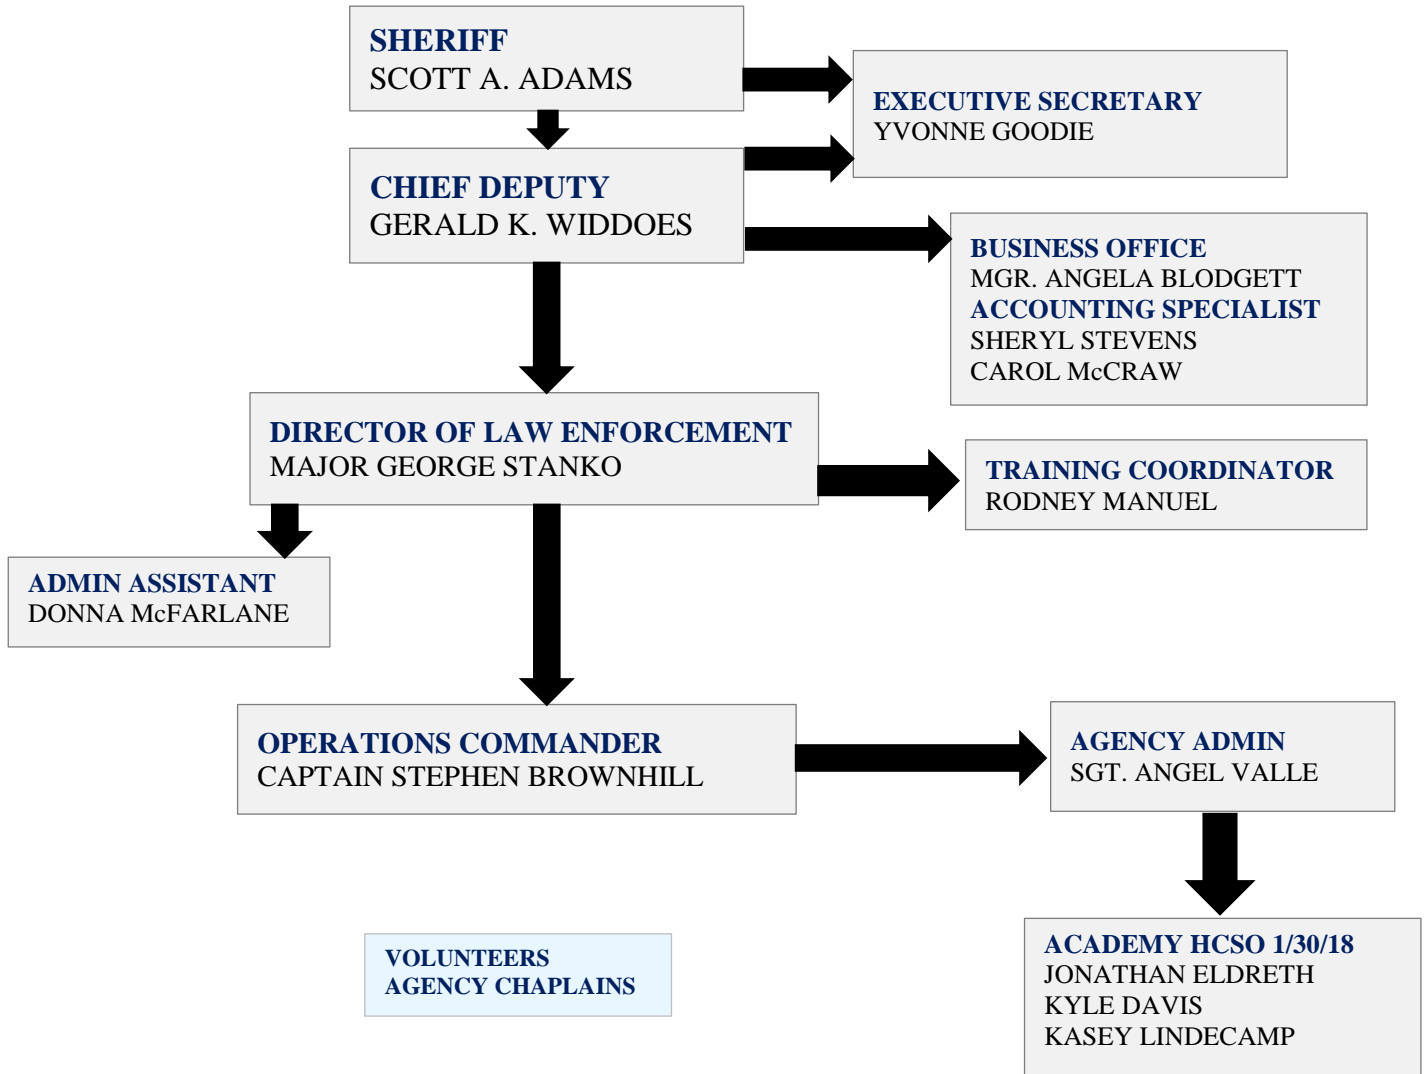 SHERIFF
SCOTT A. ADAMS
EXECUTIVE SECRETARY
YVONNE GOODIE
CHIEF DEPUTY
GERALD K. WIDDOES
BUSINESS OFFICE
MGR. ANGELA BLODGETT
ACCOUNTING SPECIALIST
SHERYL STEVENS
CAROL McCRAW
DIRECTOR OF LAW ENFORCEMENT
MAJOR GEORGE STANKO
TRAINING COORDINATOR
RODNEY MANUEL
ADMIN ASSISTANT
DONNA McFARLANE
OPERATIONS COMMANDER
CAPTAIN STEPHEN BROWNHILL
AGENCY ADMIN
SGT. ANGEL VALLE
VOLUNTEERS
AGENCY CHAPLAINS
ACADEMY HCSO 1/30/18
JONATHAN ELDRETH
KYLE DAVIS
KASEY LINDECAMP